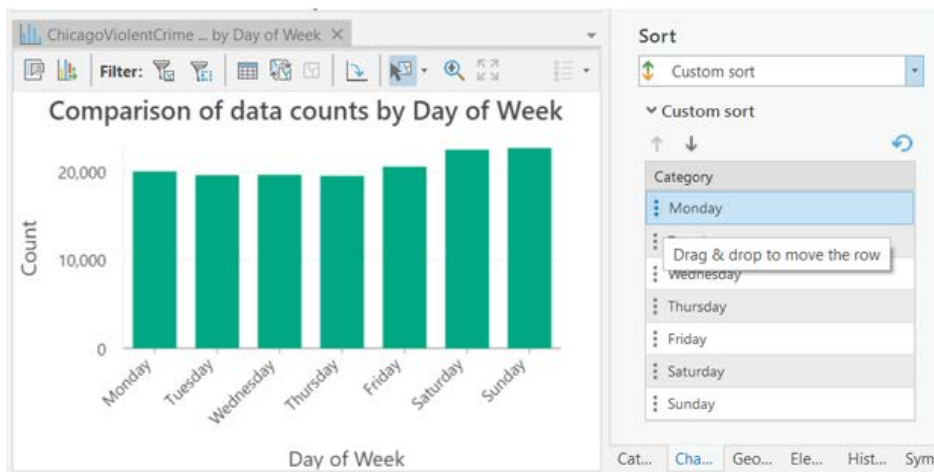 ChicagoViolentCrime ... by Day of Week
Filter:
Comparison of data counts by Day of Week
Count
20,000
10,000
0
Monday
Tuesday
Wednesday
Thursday
Friday
Saturday
Sunday
Day of Week
Sort
Custom sort
Custom sort
Category
Monday
Drag & drop to move the row
Wednesday
Thursday
Friday
Saturday
Sunday
Cat... Cha... Geo... Ele... Hist... Sym